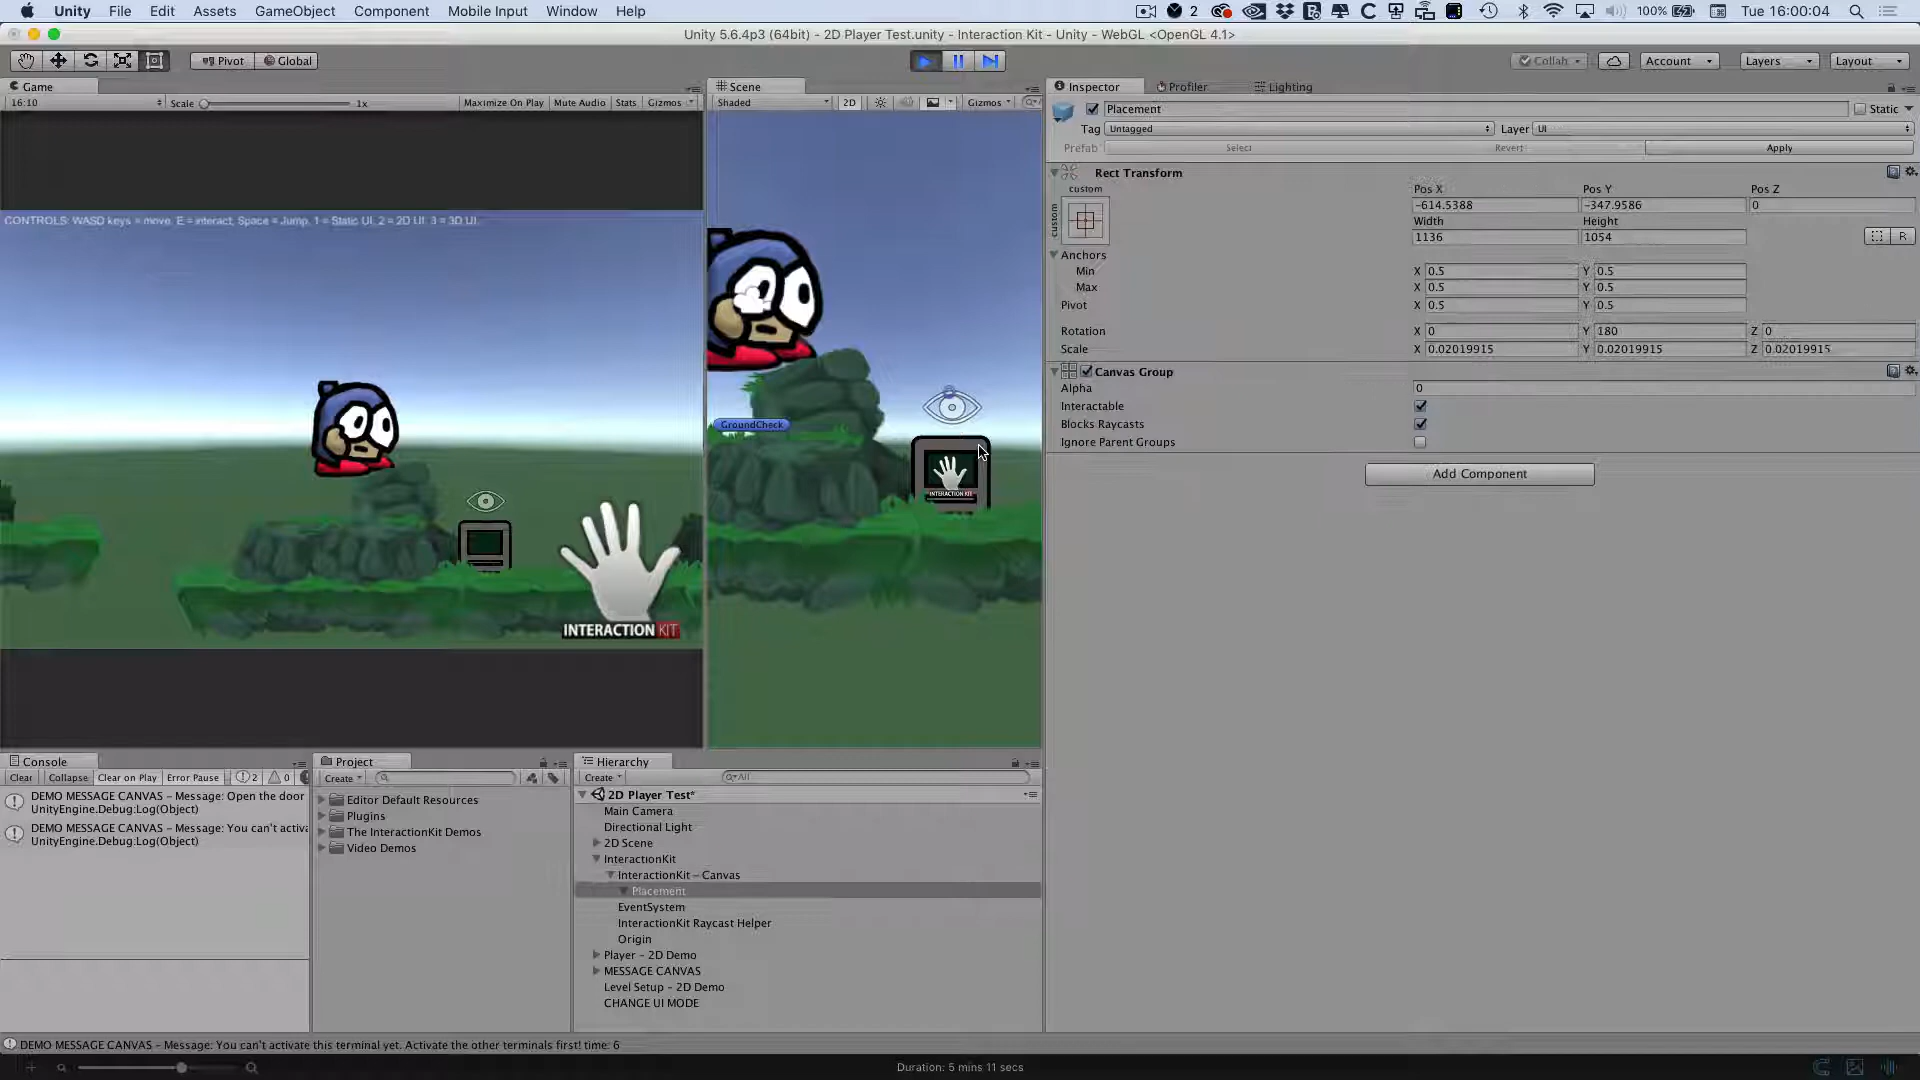 Unity File Edit Assets GameObject Component Mobile Input Window Help 2 100% Tue 16:00:04
Unity 5.6.4p3 (64bit) - 2D Player Test.unity - Interaction Kit - Unity - WebGL <OpenGL 4.1>
Pivot Global Collab Account Layers Layout
Game Scene Inspector Profiler Lighting
16:10 Scale 1x Maximize On Play Mute Audio Stats Gizmos Shaded 2D Gizmos
Placement Static
Tag Untagged Layer UI
Prefab Select Revert Apply
Rect Transform
custom Pos X Pos Y Pos Z
custom -614.5388 -347.9586 0
Width Height
1136 1054 R
Anchors
Min X 0.5 Y 0.5
Max X 0.5 Y 0.5
Pivot X 0.5 Y 0.5
Rotation X 0 Y 180 Z 0
Scale X 0.02019915 Y 0.02019915 Z 0.02019915
Canvas Group
Alpha 0
Interactable
Blocks Raycasts
Ignore Parent Groups
Add Component
CONTROLS: WASD keys = move, E = interact, Space = Jump. 1 = Static UI, 2 = 2D UI, 3 = 3D UI.
GroundCheck
INTERACTION KIT
INTERACTION KIT
Console Project Hierarchy
Clear Collapse Clear on Play Error Pause 2 0 Create Create All
DEMO MESSAGE CANVAS - Message: Open the door
UnityEngine.Debug:Log(Object)
DEMO MESSAGE CANVAS - Message: You can't activa
UnityEngine.Debug:Log(Object)
Editor Default Resources
Plugins
The InteractionKit Demos
Video Demos
2D Player Test*
Main Camera
Directional Light
2D Scene
InteractionKit
InteractionKit - Canvas
Placement
EventSystem
InteractionKit Raycast Helper
Origin
Player - 2D Demo
MESSAGE CANVAS
Level Setup - 2D Demo
CHANGE UI MODE
DEMO MESSAGE CANVAS - Message: You can't activate this terminal yet. Activate the other terminals first! time: 6
Duration: 5 mins 11 secs